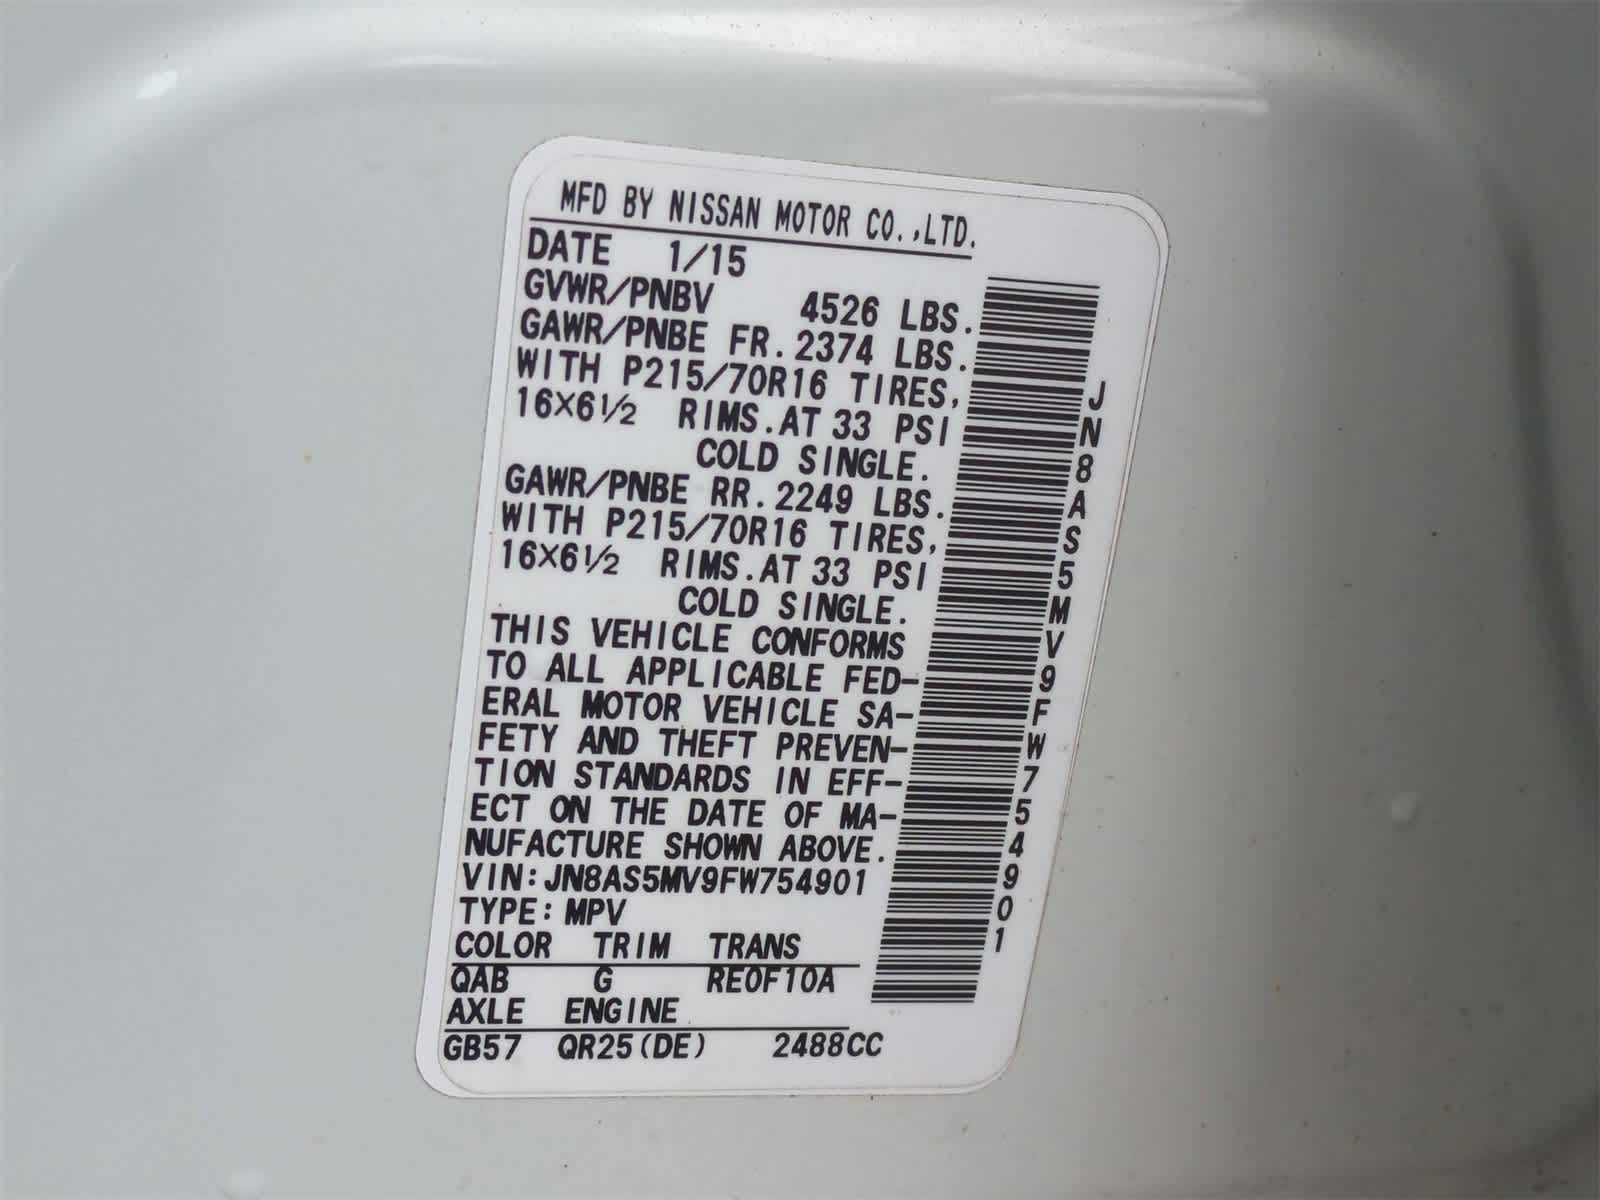 MFD BY NISSAN MOTOR CO.,LTD.
DATE 1/15
GVWR/PNBV 4526 LBS.
GAWR/PNBE FR.2374 LBS.
WITH P215/70R16 TIRES,
16×6 1/2 RIMS.AT 33 PSI
COLD SINGLE.
GAWR/PNBE RR.2249 LBS.
WITH P215/70R16 TIRES,
16×6 1/2 RIMS.AT 33 PSI
COLD SINGLE.
THIS VEHICLE CONFORMS
TO ALL APPLICABLE FED-
ERAL MOTOR VEHICLE SA-
FETY AND THEFT PREVEN-
TION STANDARDS IN EFF-
ECT ON THE DATE OF MA-
NUFACTURE SHOWN ABOVE.
VIN:JN8AS5MV9FW754901
TYPE:MPV
COLOR TRIM TRANS
QAB G RE0F10A
AXLE ENGINE
GB57 QR25(DE) 2488CC
JN8AS5MV9FW754901